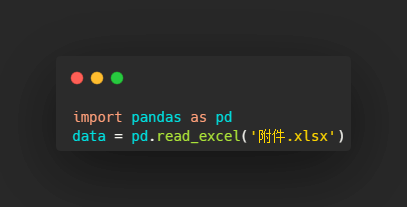 import pandas as pd
data = pd.read_excel('附件.xlsx')